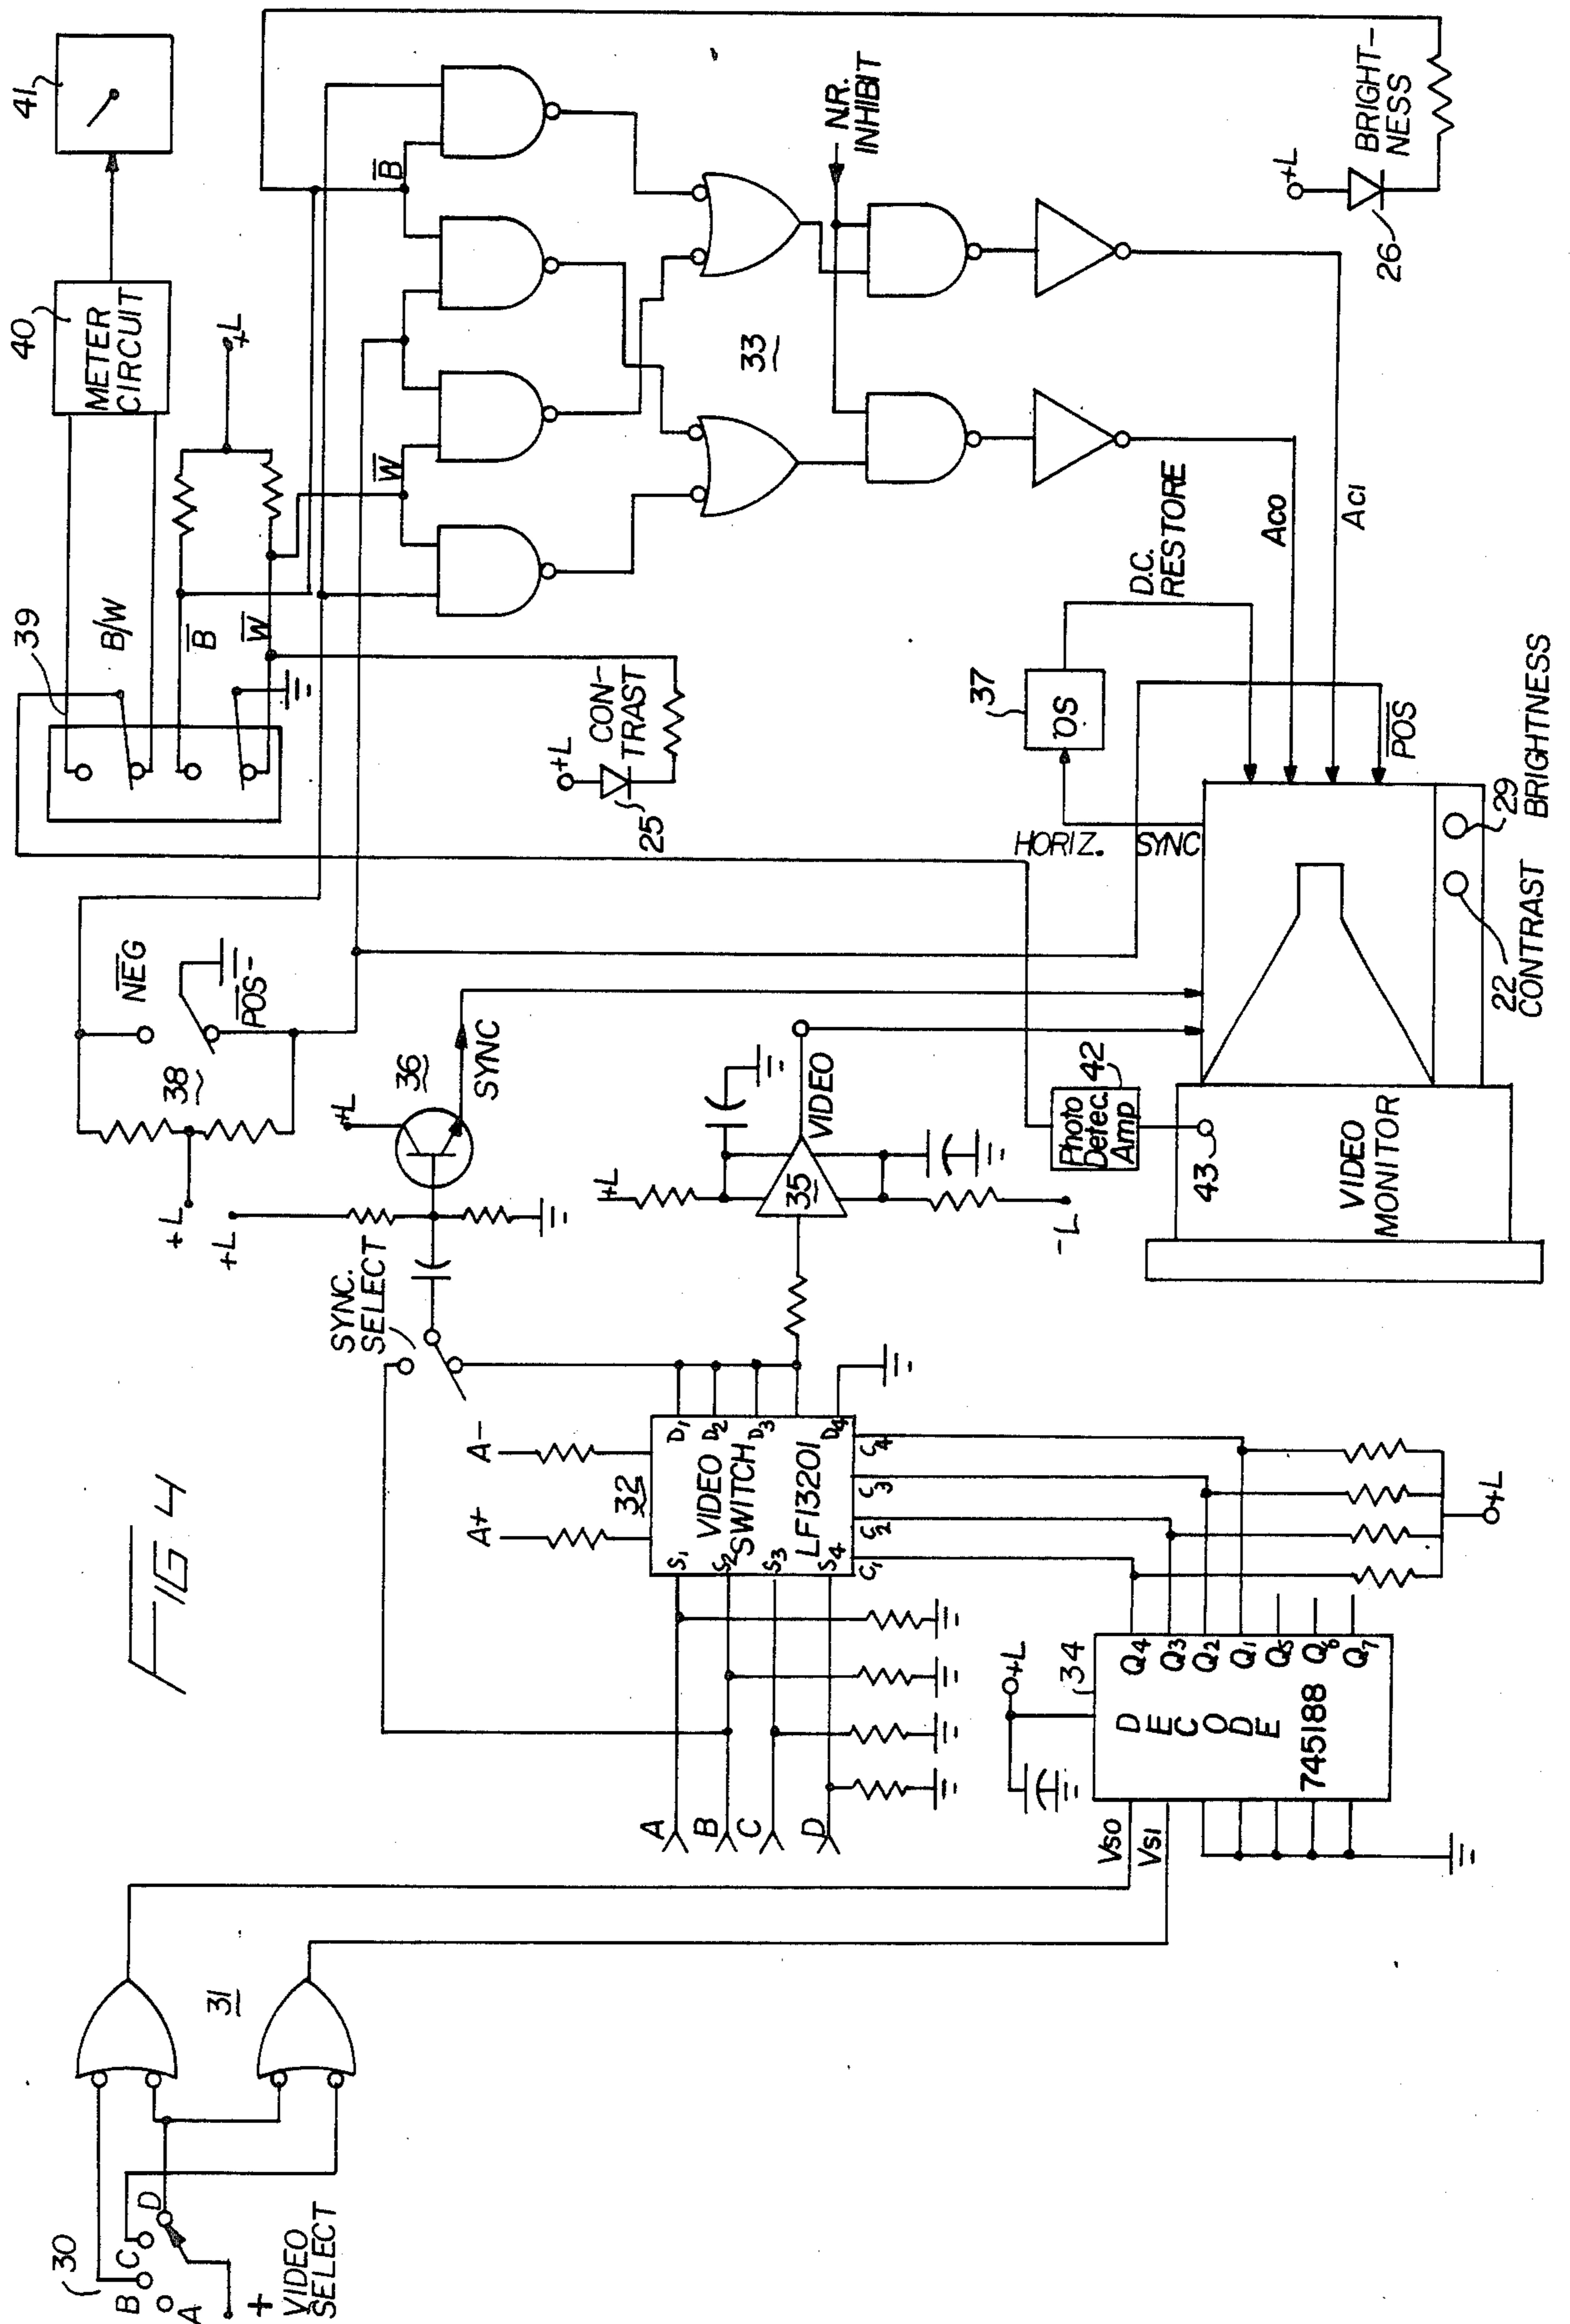 FIG 4
30
B
C
D
A
+
VIDEO
SELECT
31
A
B
C
D
Vso
Vs1
+L
34
DECODE
745188
Q4
Q3
Q2
Q1
Q5
Q6
Q7
+L
A+
A-
32
VIDEO
SWITCH
LF13201
S1
S2
S3
S4
D1
D2
D3
D4
C1
C2
C3
C4
SYNC.
SELECT
+L
+L
36
SYNC
+L
35
VIDEO
-L
+L
38
NEG
POS
39
B/W
B
W
+L
40
METER
CIRCUIT
41
+L
CON-
TRAST
25
W
B
33
N.R.
INHIBIT
+L
BRIGHT-
NESS
26
D.C.
RESTORE
Aco
Ac1
POS
37
OS
HORIZ. SYNC
42
Photo
Detec.
Amp
43
VIDEO
MONITOR
22
CONTRAST
29
BRIGHTNESS